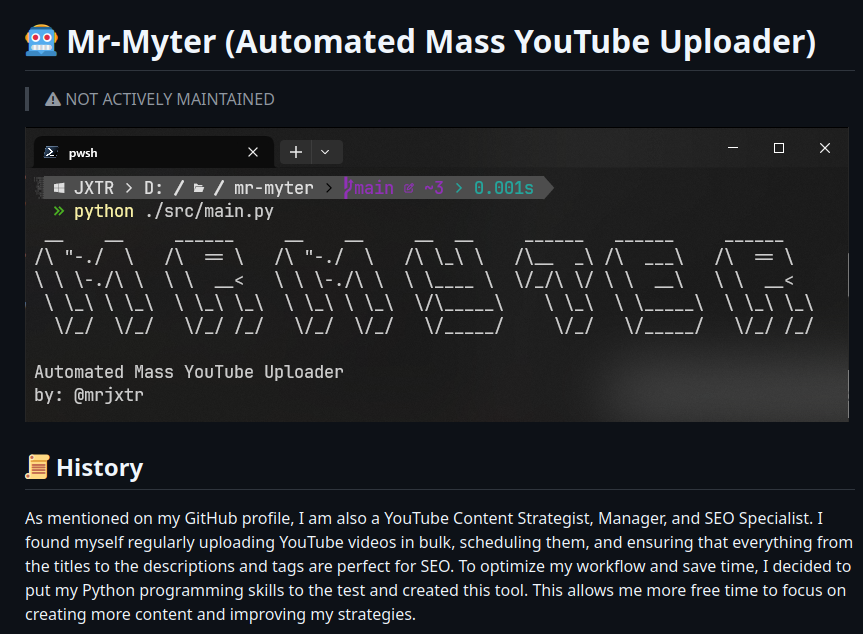 Mr-Myter (Automated Mass YouTube Uploader)
NOT ACTIVELY MAINTAINED
pwsh
JXTR > D: / / mr-myter > main ~3 > 0.001s
» python ./src/main.py
MR MYTER
Automated Mass YouTube Uploader
by: @mrjxtr
History
As mentioned on my GitHub profile, I am also a YouTube Content Strategist, Manager, and SEO Specialist. I
found myself regularly uploading YouTube videos in bulk, scheduling them, and ensuring that everything from
the titles to the descriptions and tags are perfect for SEO. To optimize my workflow and save time, I decided to
put my Python programming skills to the test and created this tool. This allows me more free time to focus on
creating more content and improving my strategies.